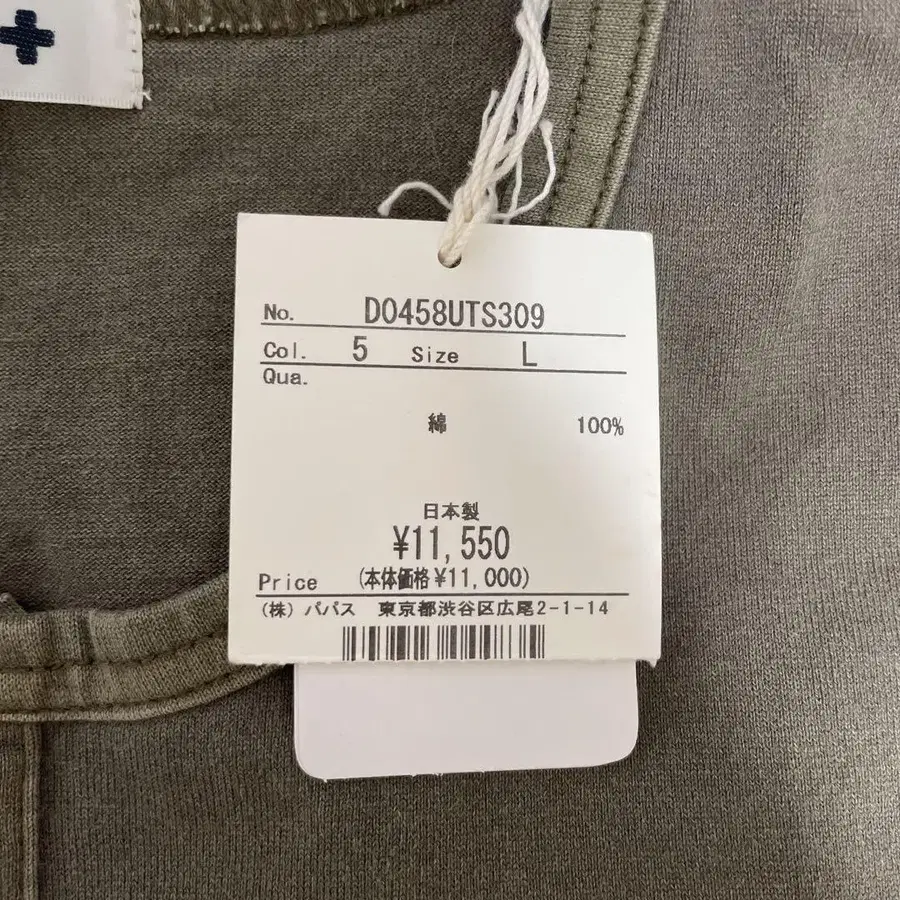 No. D0458UTS309
Col. 5 Size L
Qua.
綿 100%
日本製
¥11,550
Price (本体価格¥11,000)
(株) パパス 東京都渋谷区広尾2-1-14